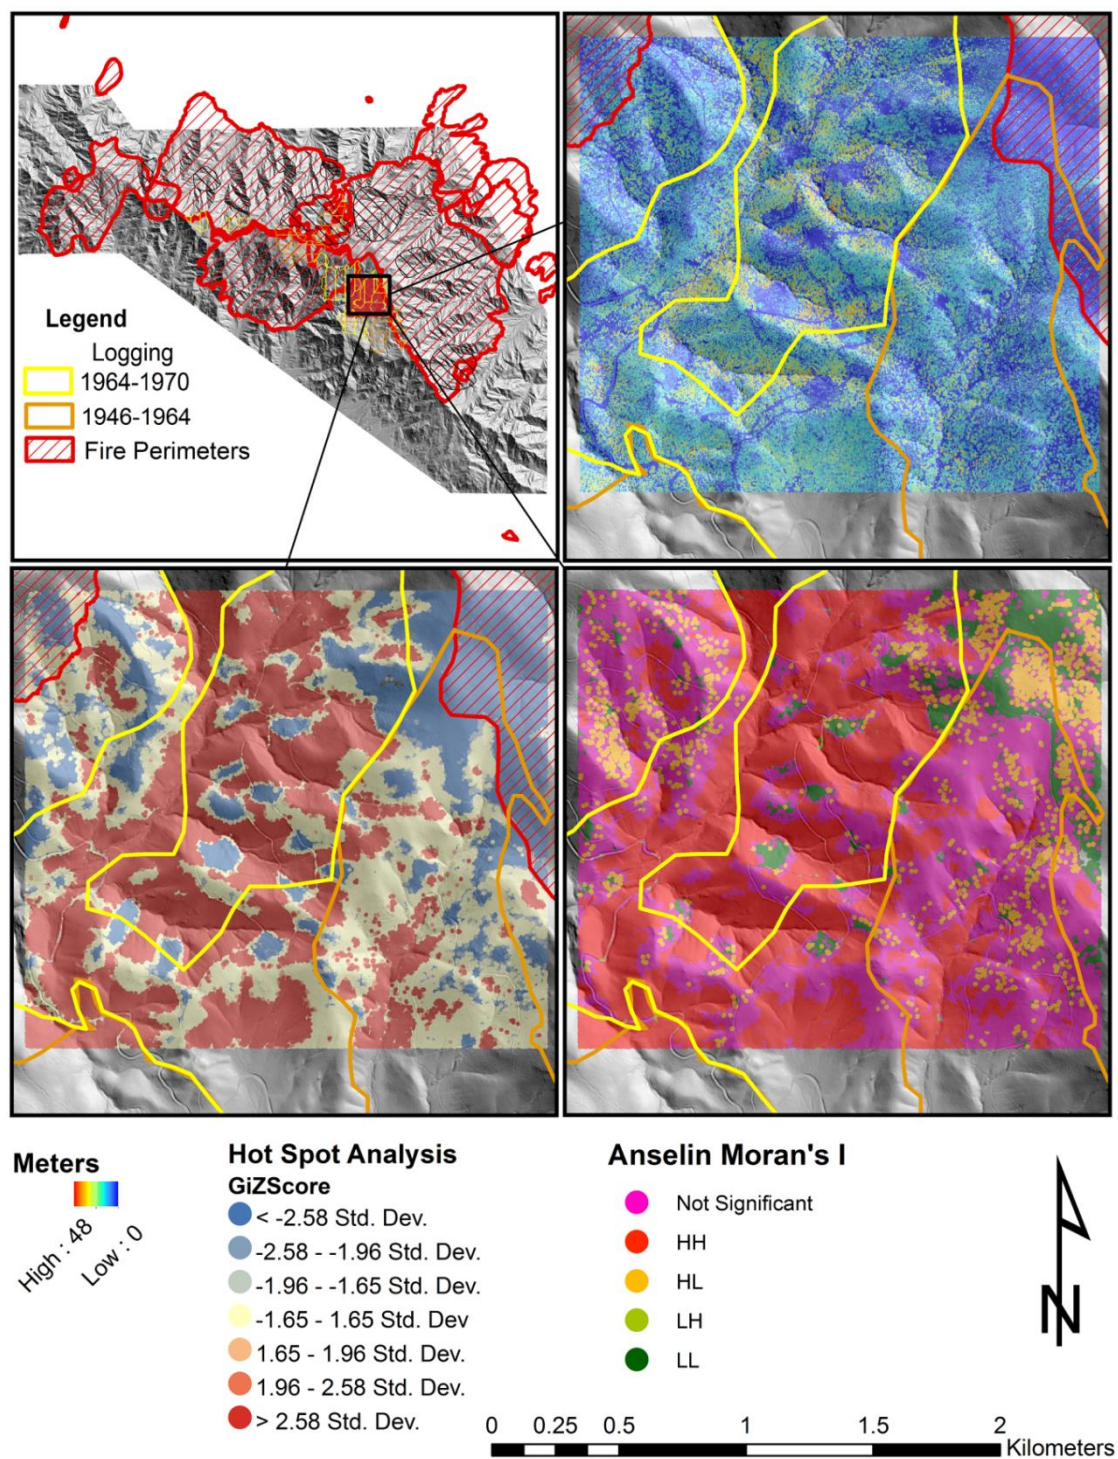 Legend
Logging
1964-1970
1946-1964
Fire Perimeters
Meters
High : 48
Low : 0
Hot Spot Analysis
GiZScore
< -2.58 Std. Dev.
-2.58 - -1.96 Std. Dev.
-1.96 - -1.65 Std. Dev.
-1.65 - 1.65 Std. Dev
1.65 - 1.96 Std. Dev.
1.96 - 2.58 Std. Dev.
> 2.58 Std. Dev.
Anselin Moran's I
Not Significant
HH
HL
LH
LL
N
0 0.25 0.5 1 1.5 2
Kilometers